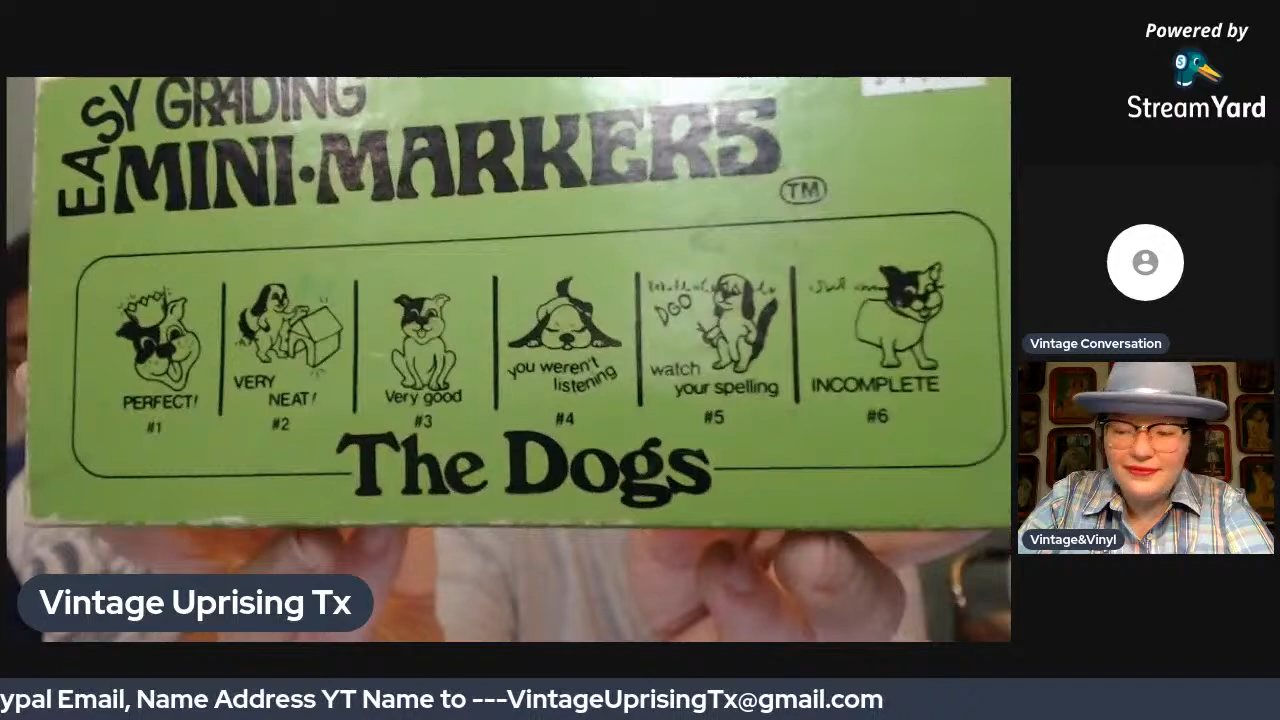 Powered by
StreamYard
EASY GRADING
MINI•MARKERS
TM
PERFECT!
#1
VERY
NEAT!
#2
Very good
#3
you weren't
listening
#4
DGO
watch
your spelling
#5
INCOMPLETE
#6
The Dogs
Vintage Conversation
Vintage&Vinyl
Vintage Uprising Tx
ypal Email, Name Address YT Name to ---VintageUprisingTx@gmail.com